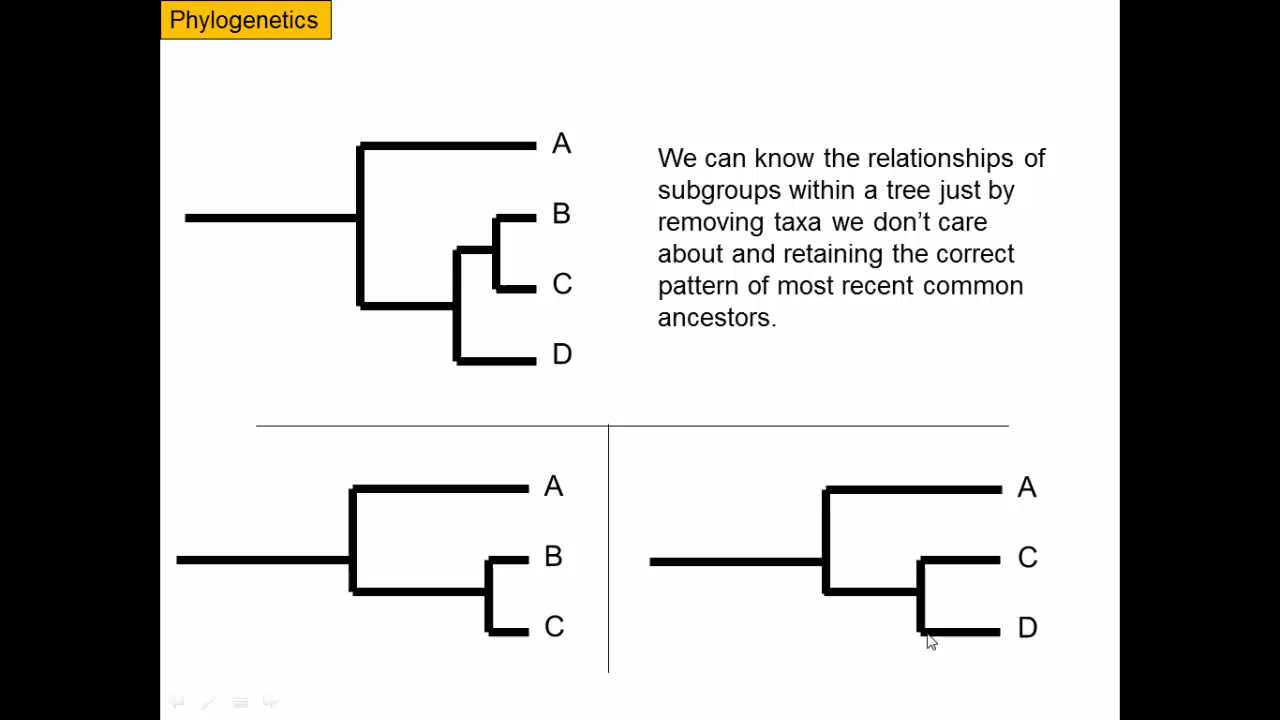 Phylogenetics
A
B
C
D
We can know the relationships of
subgroups within a tree just by
removing taxa we don't care
about and retaining the correct
pattern of most recent common
ancestors.
A
B
C
A
C
D